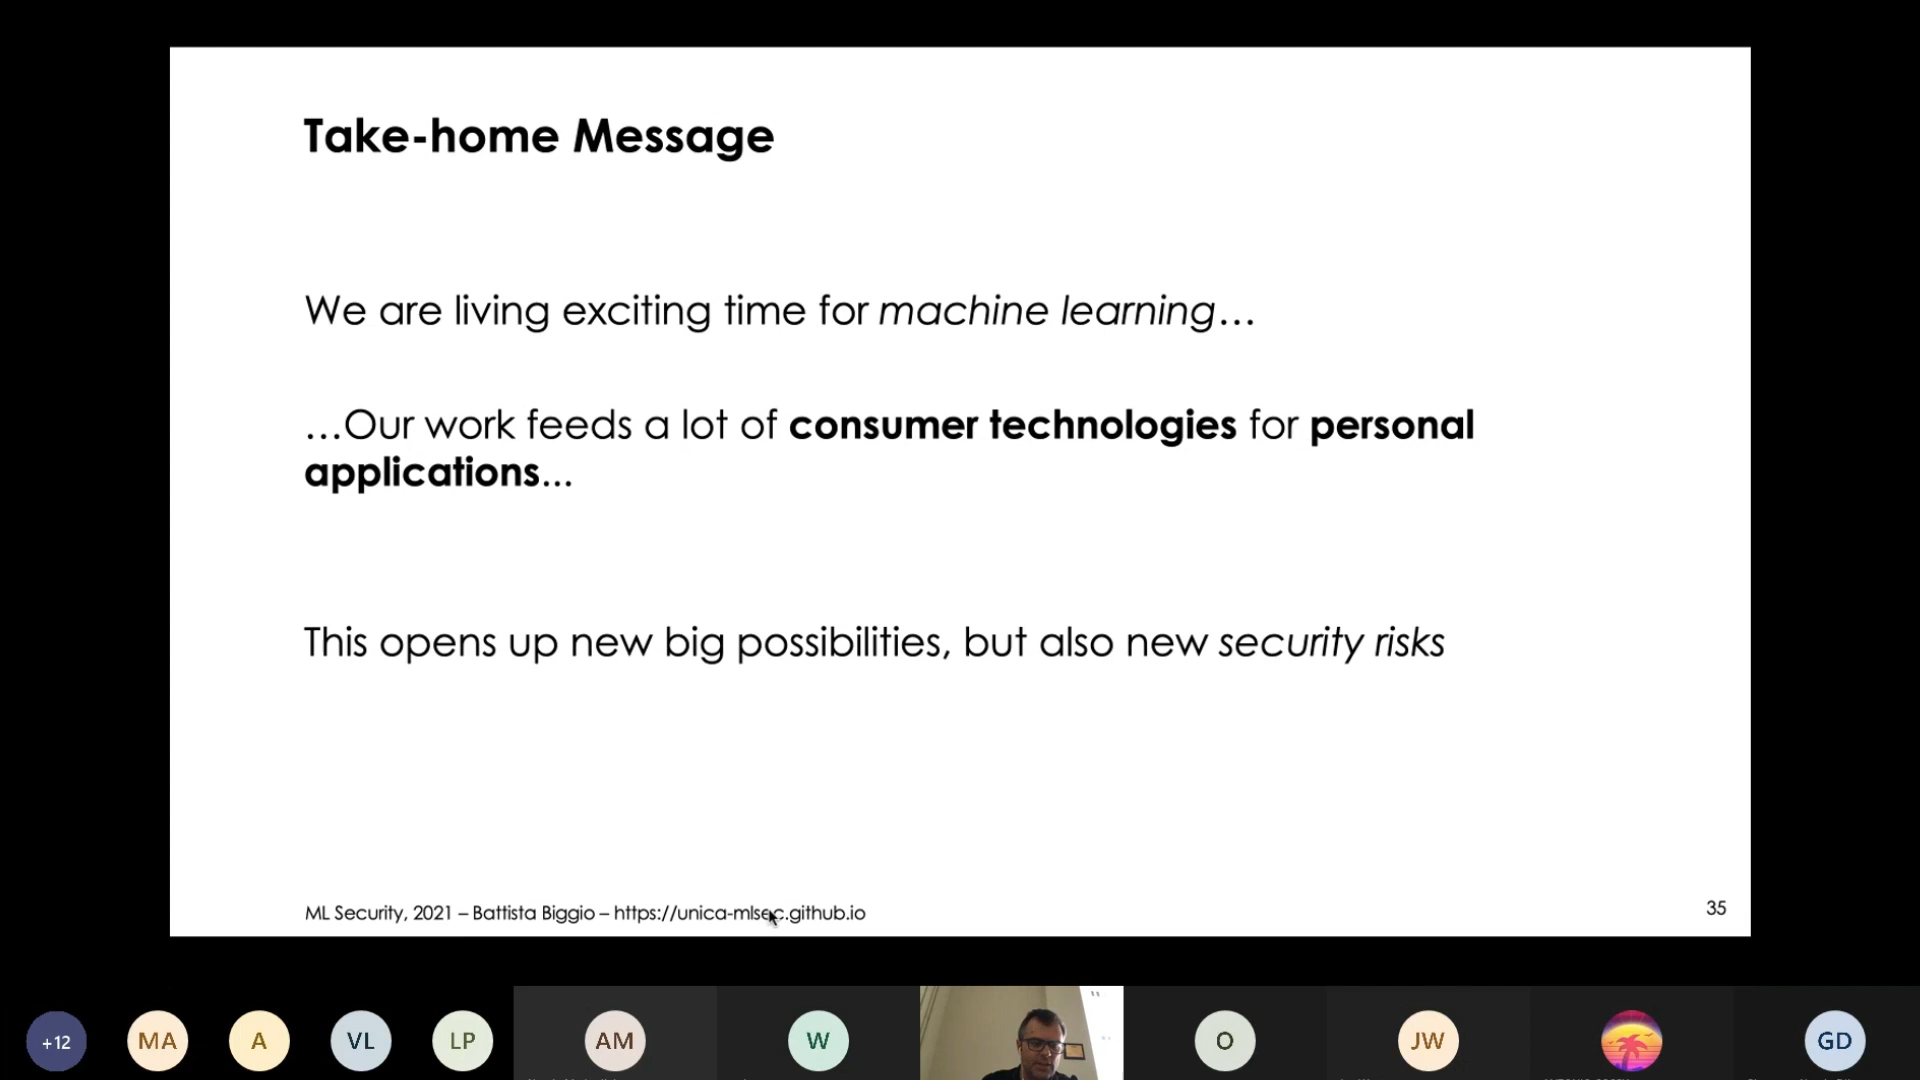 Take-home Message
We are living exciting time for machine learning…
…Our work feeds a lot of consumer technologies for personal
applications...
This opens up new big possibilities, but also new security risks
ML Security, 2021 – Battista Biggio – https://unica-mlsec.github.io
35
+12
MA
A
VL
LP
AM
W
O
JW
GD